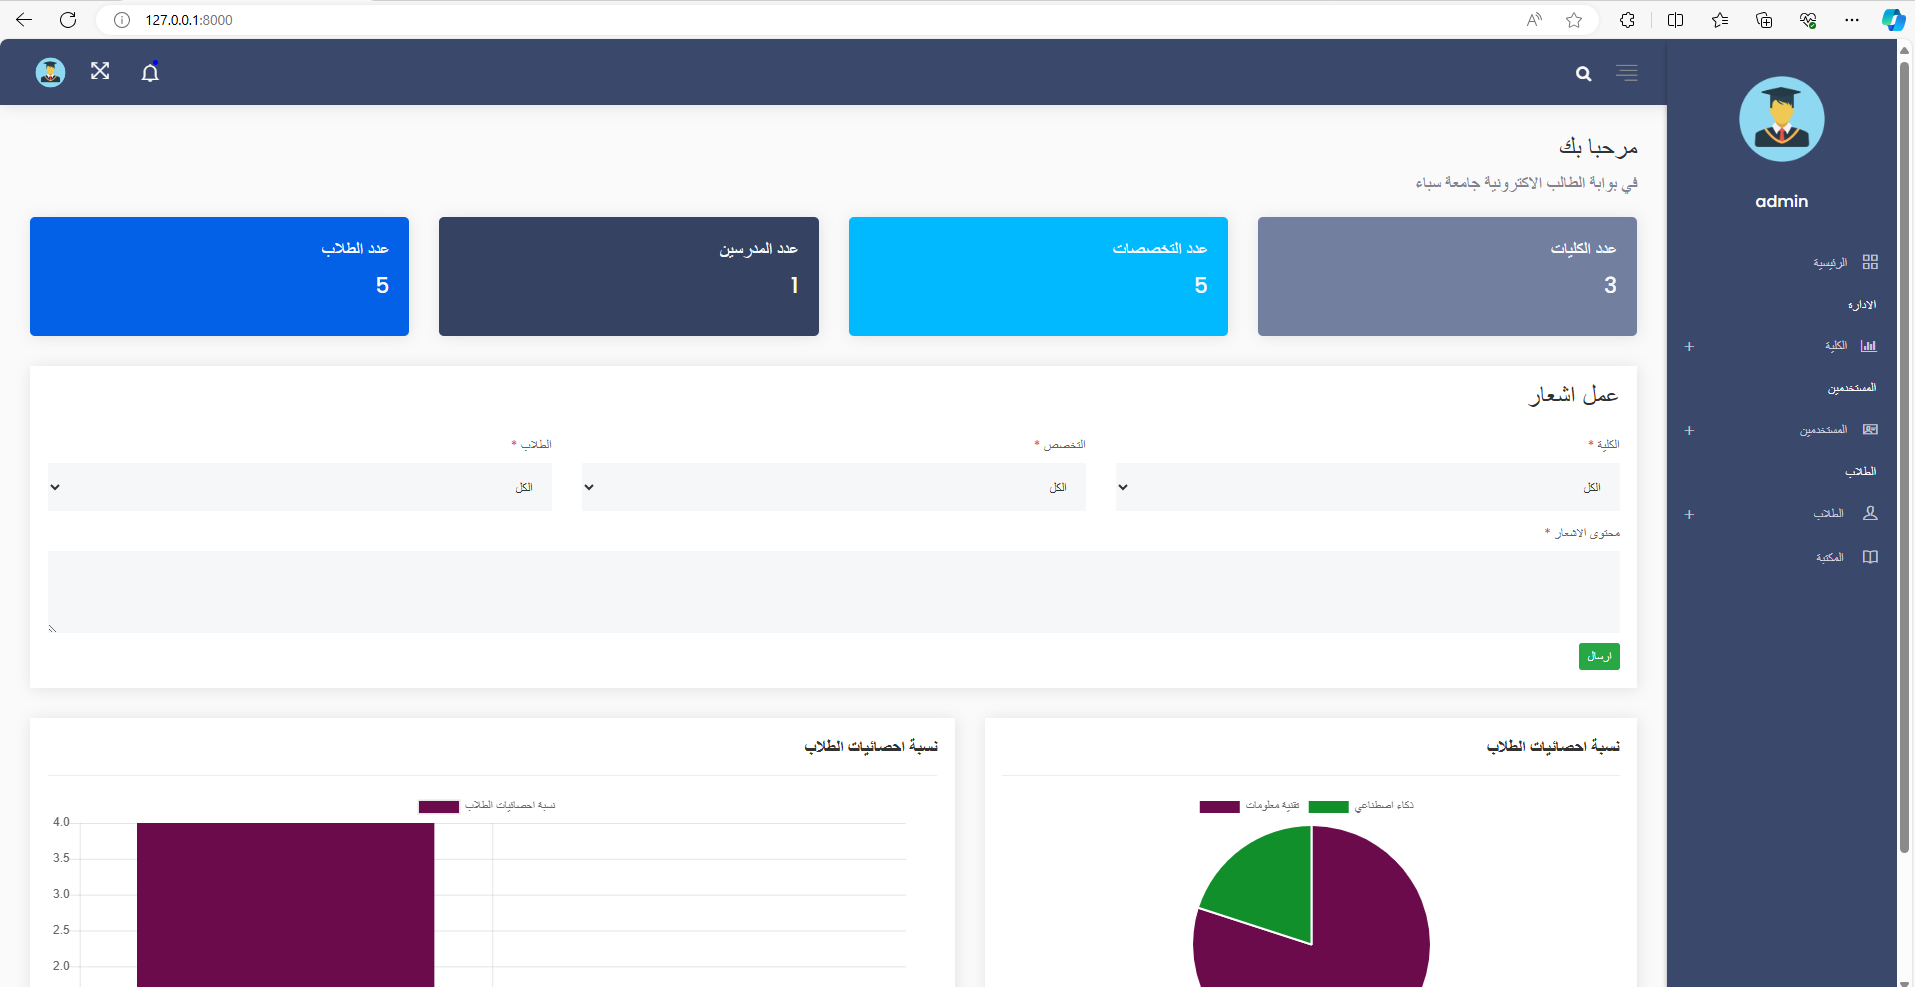 127.0.0.1:8000
مرحبا بك
في بوابة الطالب الاكترونية جامعة سباء
admin
الرئيسية
الاداره
الكلية
+
المستخدمين
المستخدمين
+
الطلاب
الطلاب
+
المكتبة
عدد الكليات
3
عدد التخصصات
5
عدد المدرسين
1
عدد الطلاب
5
عمل اشعار
الكلية *
التخصص *
الطلاب *
الكل
الكل
الكل
محتوى الاشعار *
ارسال
نسبة احصائيات الطلاب
ذكاء اصطناعي
تقنية معلومات
نسبة احصائيات الطلاب
نسبة احصائيات الطلاب
4.0
3.5
3.0
2.5
2.0